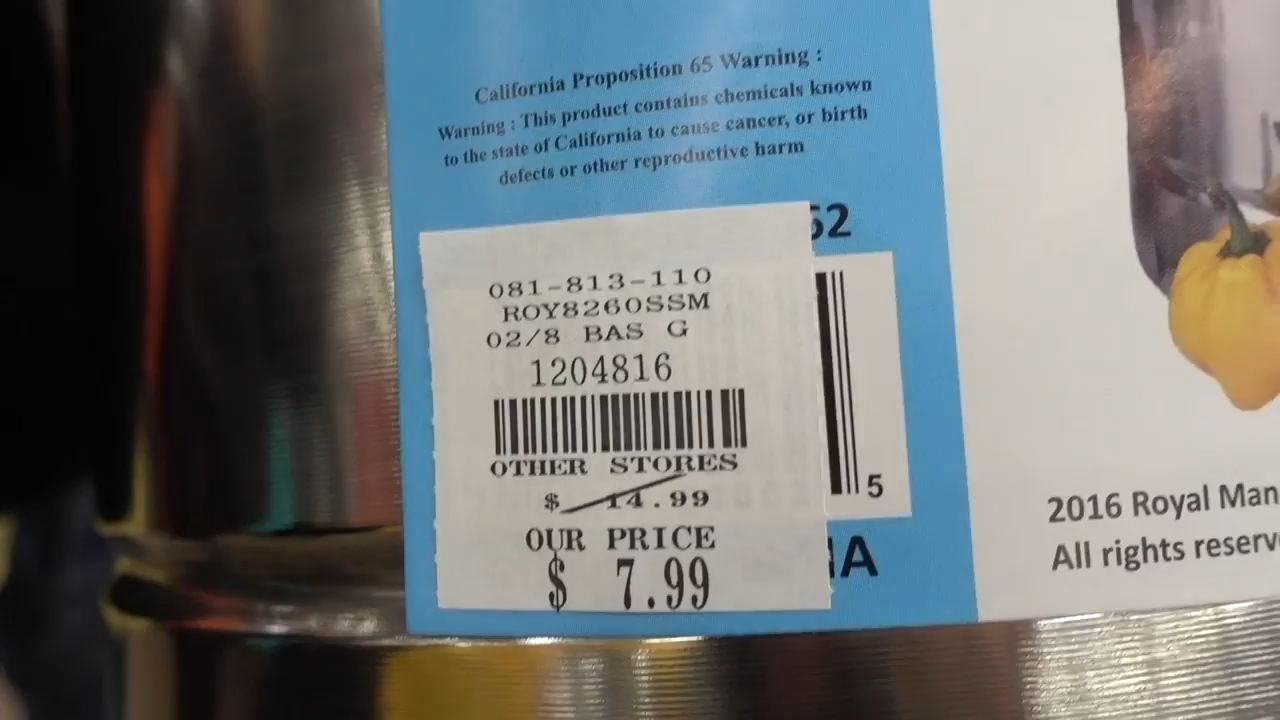 California Proposition 65 Warning :
Warning : This product contains chemicals known
to the state of California to cause cancer, or birth
defects or other reproductive harm
081-813-110
ROY8260SSM
02/8 BAS G
1204816
OTHER STORES
$ 14.99
OUR PRICE
$ 7.99
5
2016 Royal Man
All rights reserv